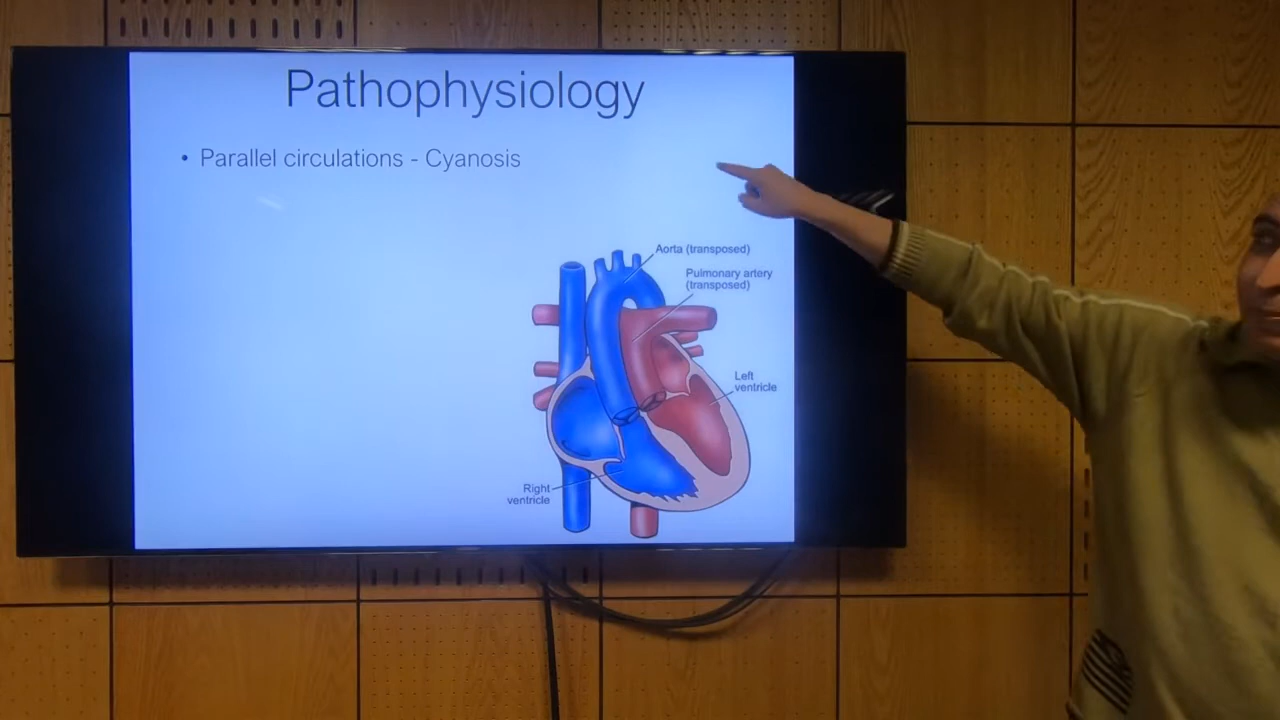 Pathophysiology
• Parallel circulations - Cyanosis
Aorta (transposed)
Pulmonary artery
(transposed)
Left
ventricle
Right
ventricle